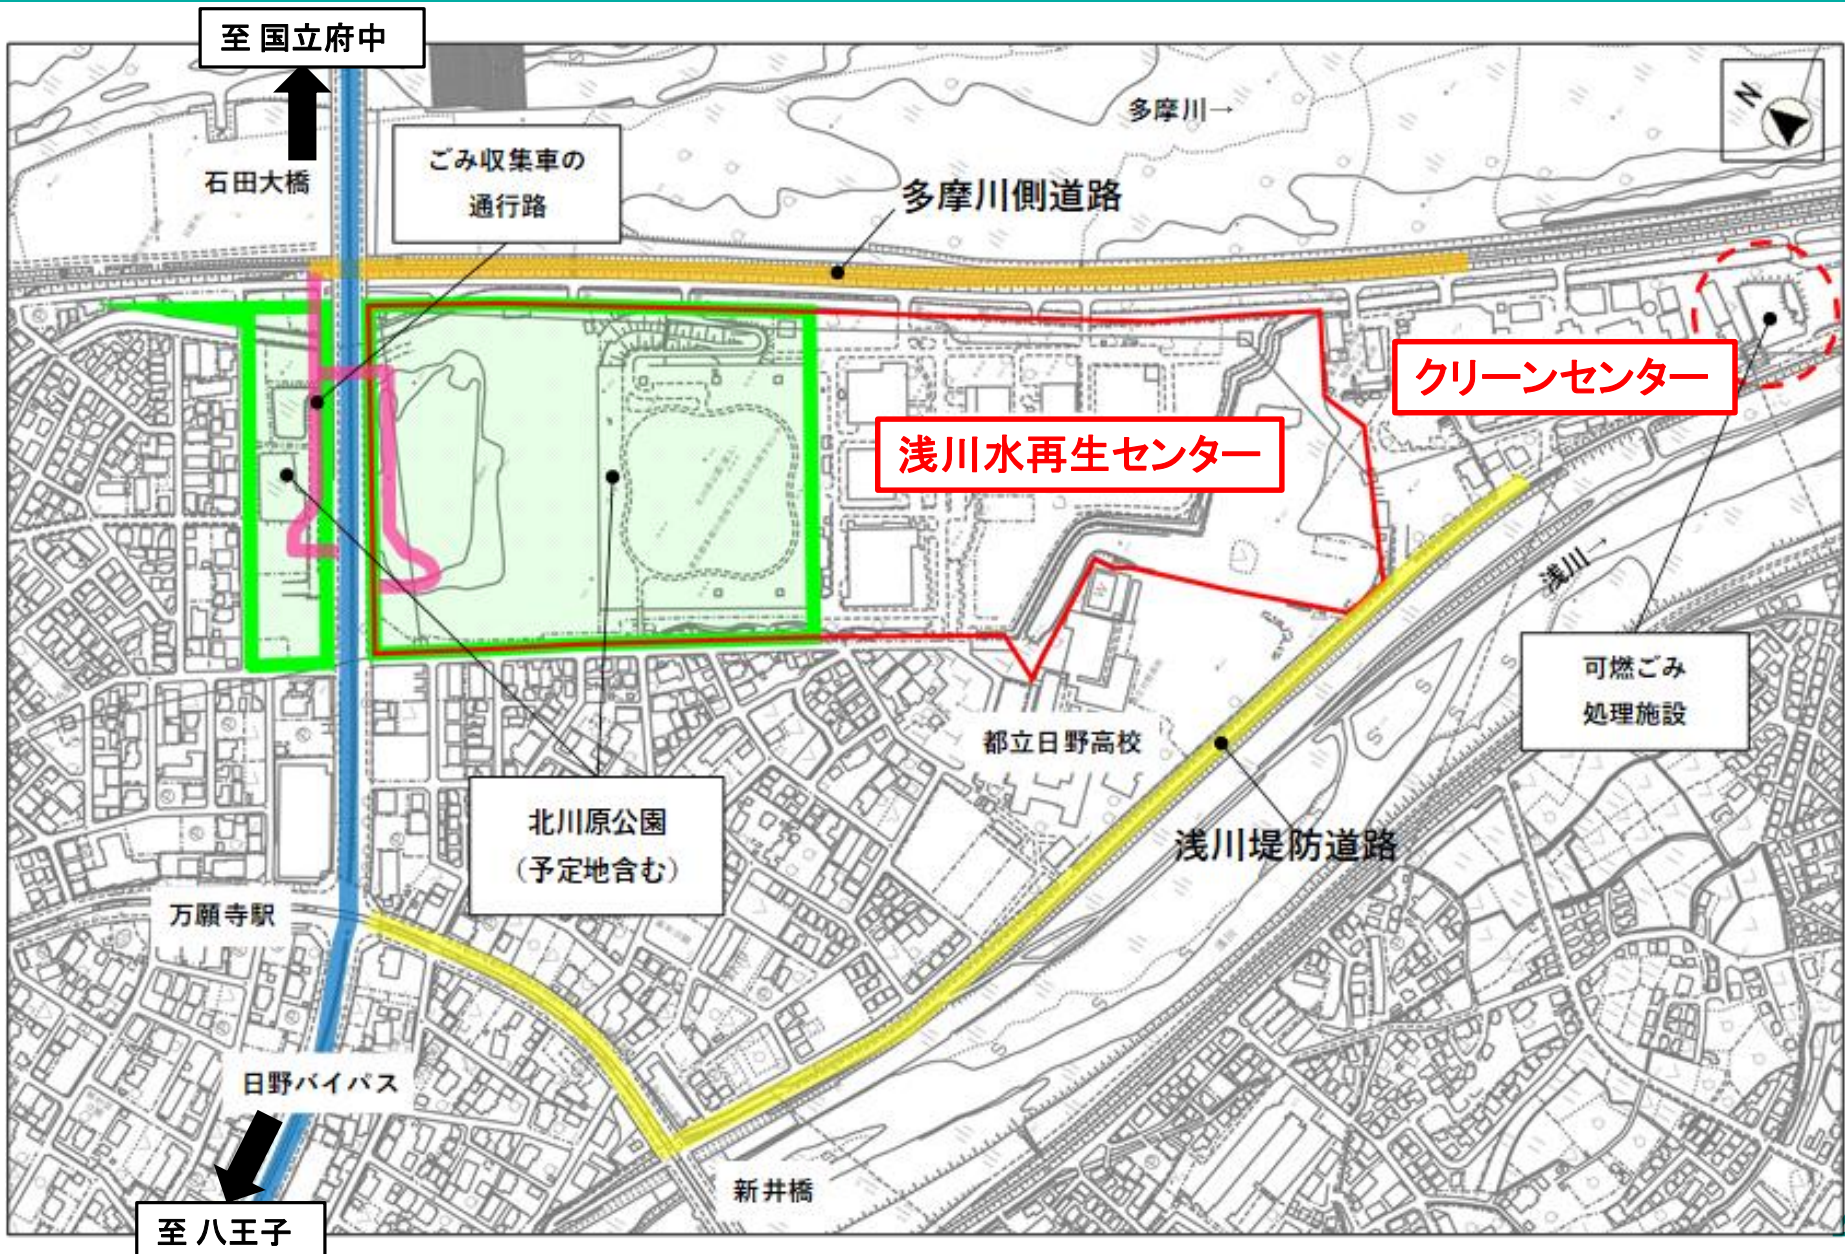 至 国立府中
多摩川→
N
ごみ収集車の
通行路
石田大橋
多摩川側道路
クリーンセンター
浅川水再生センター
浅川→
可燃ごみ
処理施設
都立日野高校
北川原公園
（予定地含む）
浅川堤防道路
万願寺駅
日野バイパス
新井橋
至 八王子